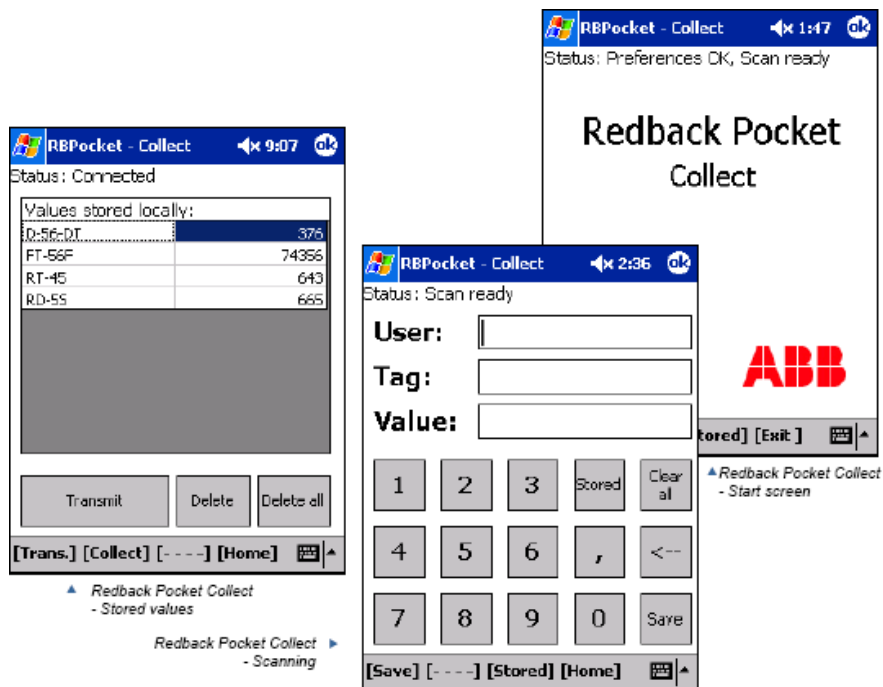 RBPocket - Collect 1:47 ok
Status: Preferences OK, Scan ready
Redback Pocket
Collect
ABB
tored] [Exit ]
Redback Pocket Collect
- Start screen
RBPocket - Collect 9:07 ok
Status: Connected
Values stored locally:
D-56-DT 376
FT-56F 74356
RT-45 643
RD-5S 665
Transmit Delete Delete all
[Trans.] [Collect] [- - - -] [Home]
Redback Pocket Collect
- Stored values
Redback Pocket Collect
- Scanning
RBPocket - Collect 2:36 ok
Status: Scan ready
User:
Tag:
Value:
1 2 3 Stored Clear
all
4 5 6 , <--
7 8 9 0 Save
[Save] [- - - -] [Stored] [Home]